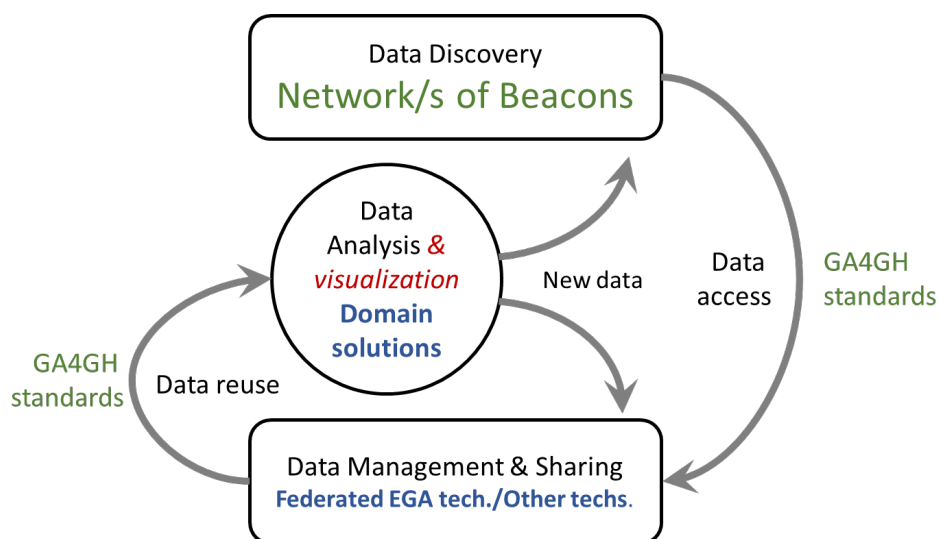 Data Discovery
Network/s of Beacons
Data
Analysis &
visualization
Domain
solutions
New data
Data
access
GA4GH
standards
GA4GH
standards
Data reuse
Data Management & Sharing
Federated EGA tech./Other techs.